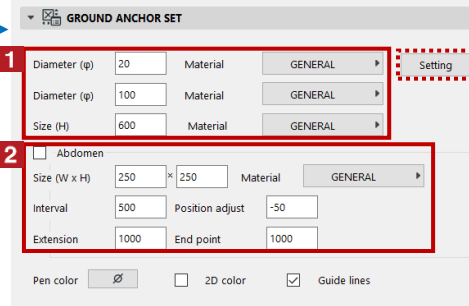 GROUND ANCHOR SET
1
Diameter (φ) 20 Material GENERAL Setting
Diameter (φ) 100 Material GENERAL
Size (H) 600 Material GENERAL
2
Abdomen
Size (W x H) 250 × 250 Material GENERAL
Interval 500 Position adjust -50
Extension 1000 End point 1000
Pen color 2D color Guide lines